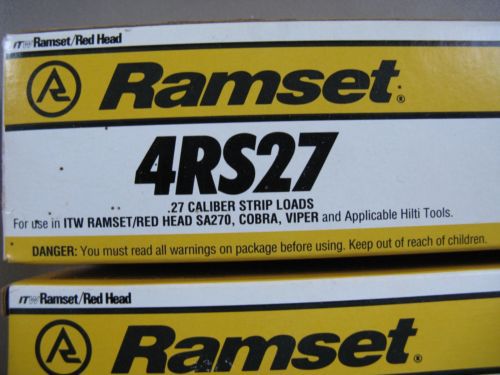 ITW Ramset/Red Head
Ramset®
4RS27
.27 CALIBER STRIP LOADS
For use in ITW RAMSET/RED HEAD SA270, COBRA, VIPER and Applicable Hilti Tools.
DANGER: You must read all warnings on package before using. Keep out of reach of children.
ITW Ramset/Red Head
Ramset®